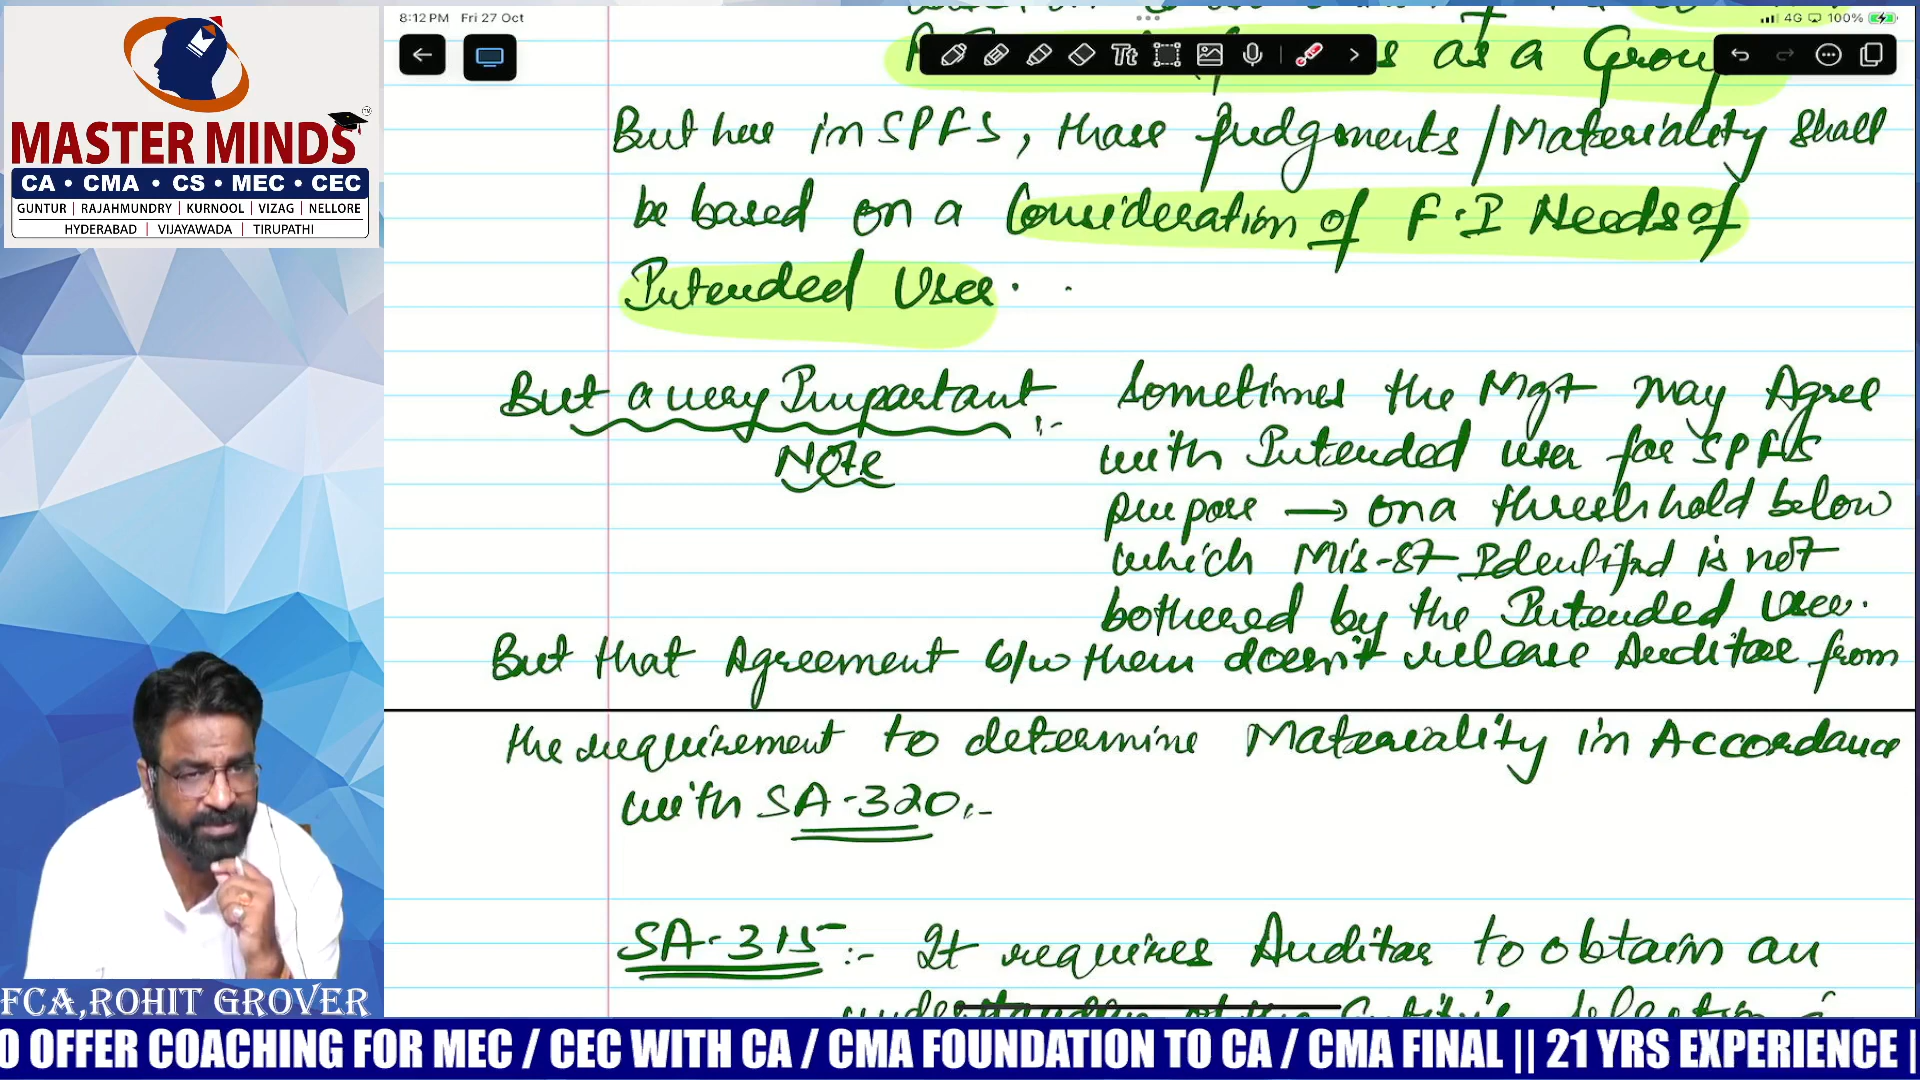 8:12 PM Fri 27 Oct
4G 100%
s as a Group
But here in SPFS, those judgments/Materiality shall
be based on a Consideration of F.I Needs of
Intended User.
But a very Important :- Sometimes the Mgt may Agree
Note
with Intended user for SPFS
purpose → on a threshold below
which Mis-St Identified is not
bothered by the Intended User.
But that Agreement b/w them doesn't release Auditor from
the requirement to determine Materiality in Accordance
with SA-320:-
SA-315 :- It requires Auditor to obtain an
MASTER MINDS
CA • CMA • CS • MEC • CEC
GUNTUR | RAJAHMUNDRY | KURNOOL | VIZAG | NELLORE
HYDERABAD | VIJAYAWADA | TIRUPATHI
FCA,ROHIT GROVER
O OFFER COACHING FOR MEC / CEC WITH CA / CMA FOUNDATION TO CA / CMA FINAL || 21 YRS EXPERIENCE |